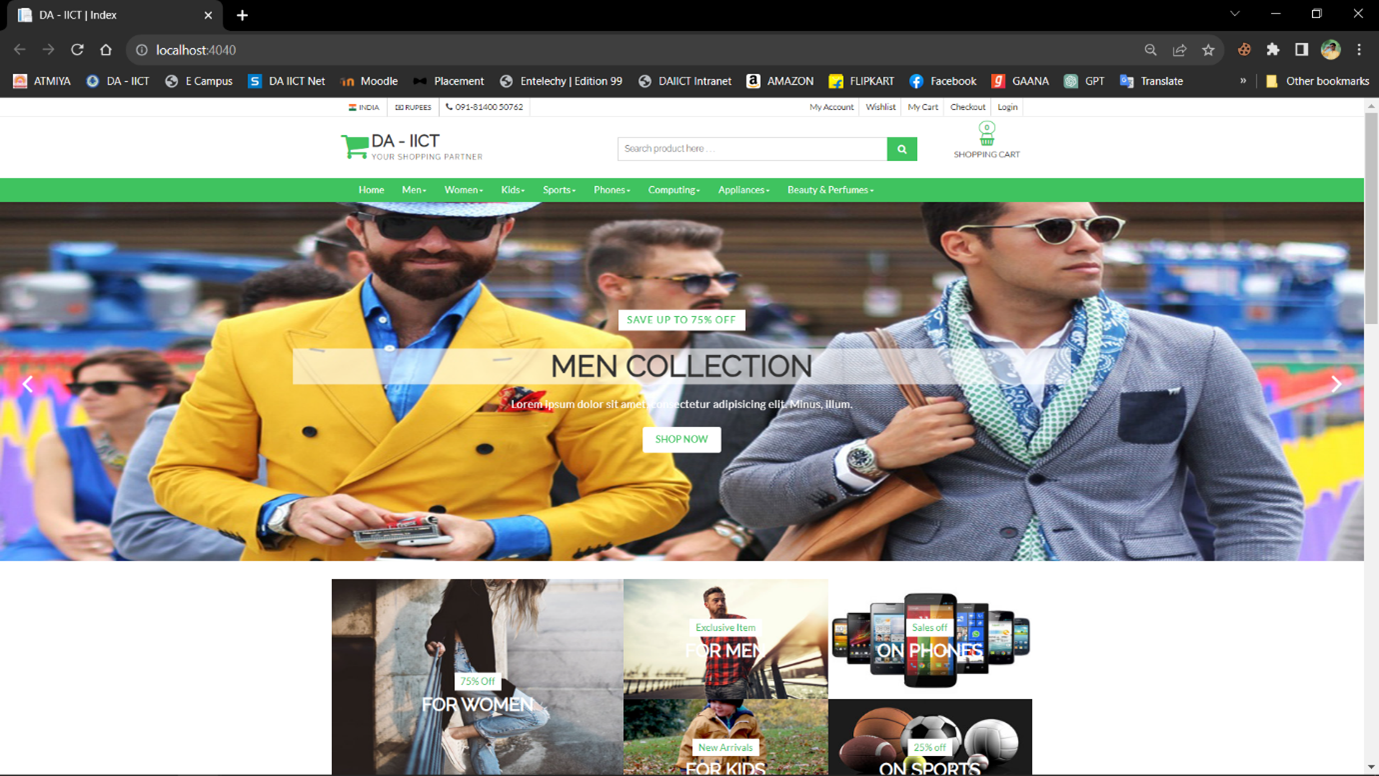 DA - IICT | Index
localhost:4040
ATMIYA DA - IICT E Campus DA IICT Net Moodle Placement Entelechy | Edition 99 DAIICT Intranet AMAZON FLIPKART Facebook GAANA GPT Translate » Other bookmarks
INDIA RUPEES 091-81400 50762 My Account Wishlist My Cart Checkout Login
DA - IICT
YOUR SHOPPING PARTNER
Search product here . . .
0
SHOPPING CART
Home Men Women Kids Sports Phones Computing Appliances Beauty & Perfumes
SAVE UP TO 75% OFF
MEN COLLECTION
Lorem ipsum dolor sit amet, consectetur adipisicing elit. Minus, illum.
SHOP NOW
75% Off
FOR WOMEN
Exclusive Item
FOR MEN
Sales off
ON PHONES
New Arrivals
FOR KIDS
25% off
ON SPORTS